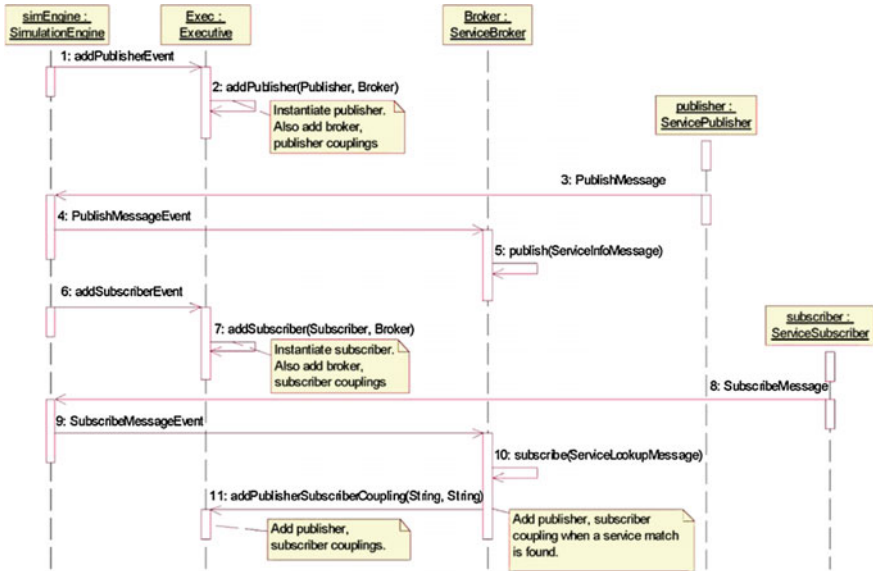 simEngine :
SimulationEngine
Exec :
Executive
Broker :
ServiceBroker
1: addPublisherEvent
2: addPublisher(Publisher, Broker)
Instantiate publisher.
Also add broker,
publisher couplings
publisher :
ServicePublisher
3: PublishMessage
4: PublishMessageEvent
5: publish(ServiceInfoMessage)
6: addSubscriberEvent
subscriber :
ServiceSubscriber
7: addSubscriber(Subscriber, Broker)
Instantiate subscriber.
Also add broker,
subscriber couplings
8: SubscribeMessage
9: SubscribeMessageEvent
10: subscribe(ServiceLookupMessage)
11: addPublisherSubscriberCoupling(String, String)
Add publisher,
subscriber couplings.
Add publisher, subscriber
coupling when a service match
is found.